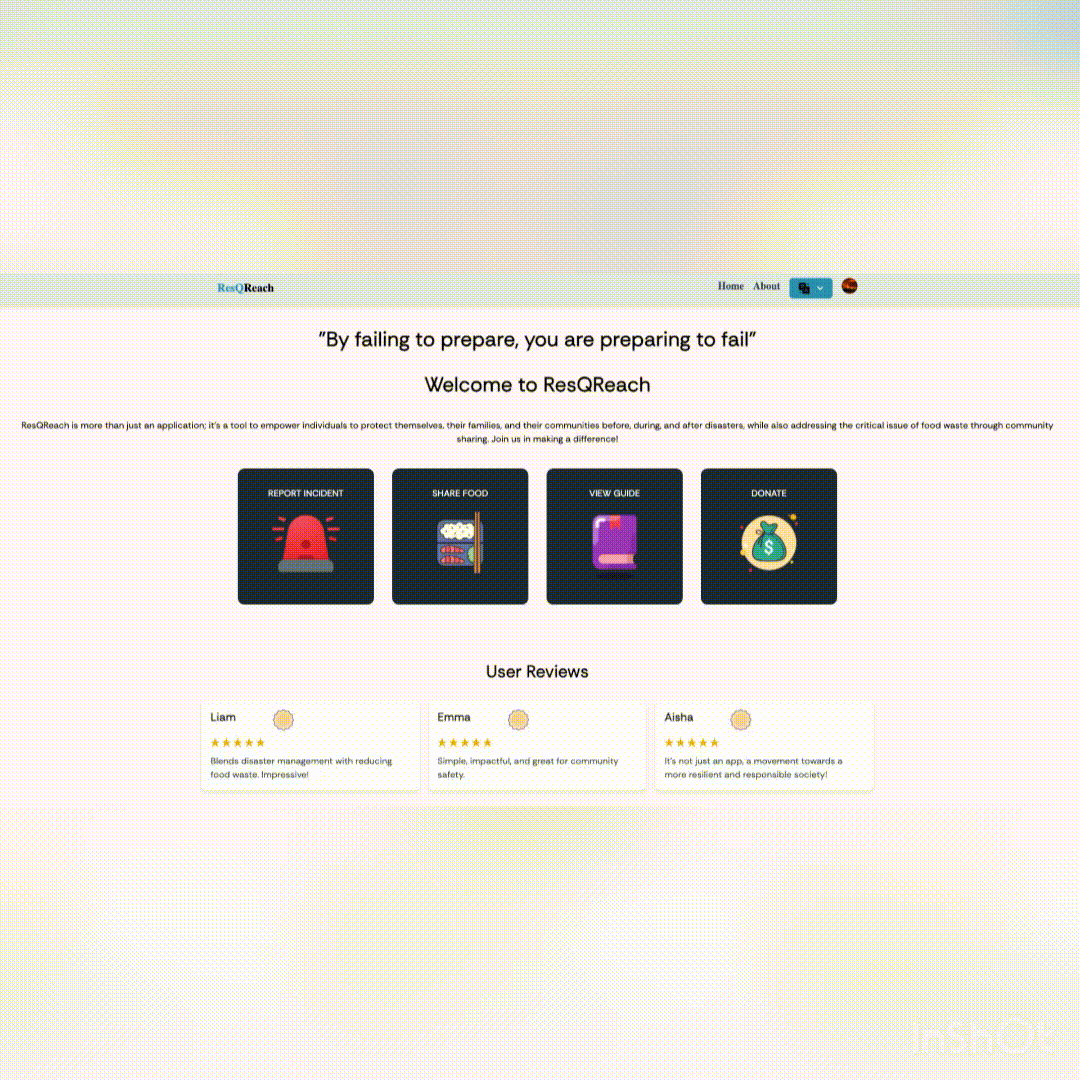 ResQReach
Home About
"By failing to prepare, you are preparing to fail"
Welcome to ResQReach
ResQReach is more than just an application; it's a tool to empower individuals to protect themselves, their families, and their communities before, during, and after disasters, while also addressing the critical issue of food waste through community
sharing. Join us in making a difference!
REPORT INCIDENT
SHARE FOOD
VIEW GUIDE
DONATE
$
User Reviews
Liam
Blends disaster management with reducing
food waste. Impressive!
Emma
Simple, impactful, and great for community
safety.
Aisha
It's not just an app, a movement towards a
more resilient and responsible society!
InShOt